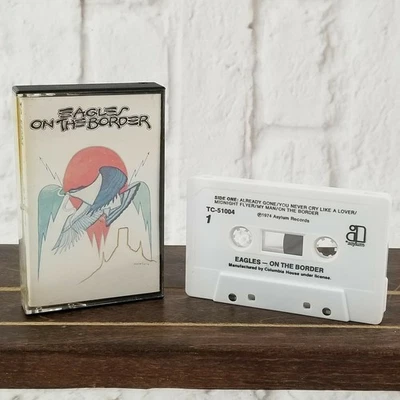 EAGLES
ON THE BORDER
SIDE ONE: ALREADY GONE/YOU NEVER CRY LIKE A LOVER/
MIDNIGHT FLYER/MY MAN/ON THE BORDER
TC-51004
℗1974 Asylum Records
1
asylum
EAGLES — ON THE BORDER
Manufactured by Columbia House under license.